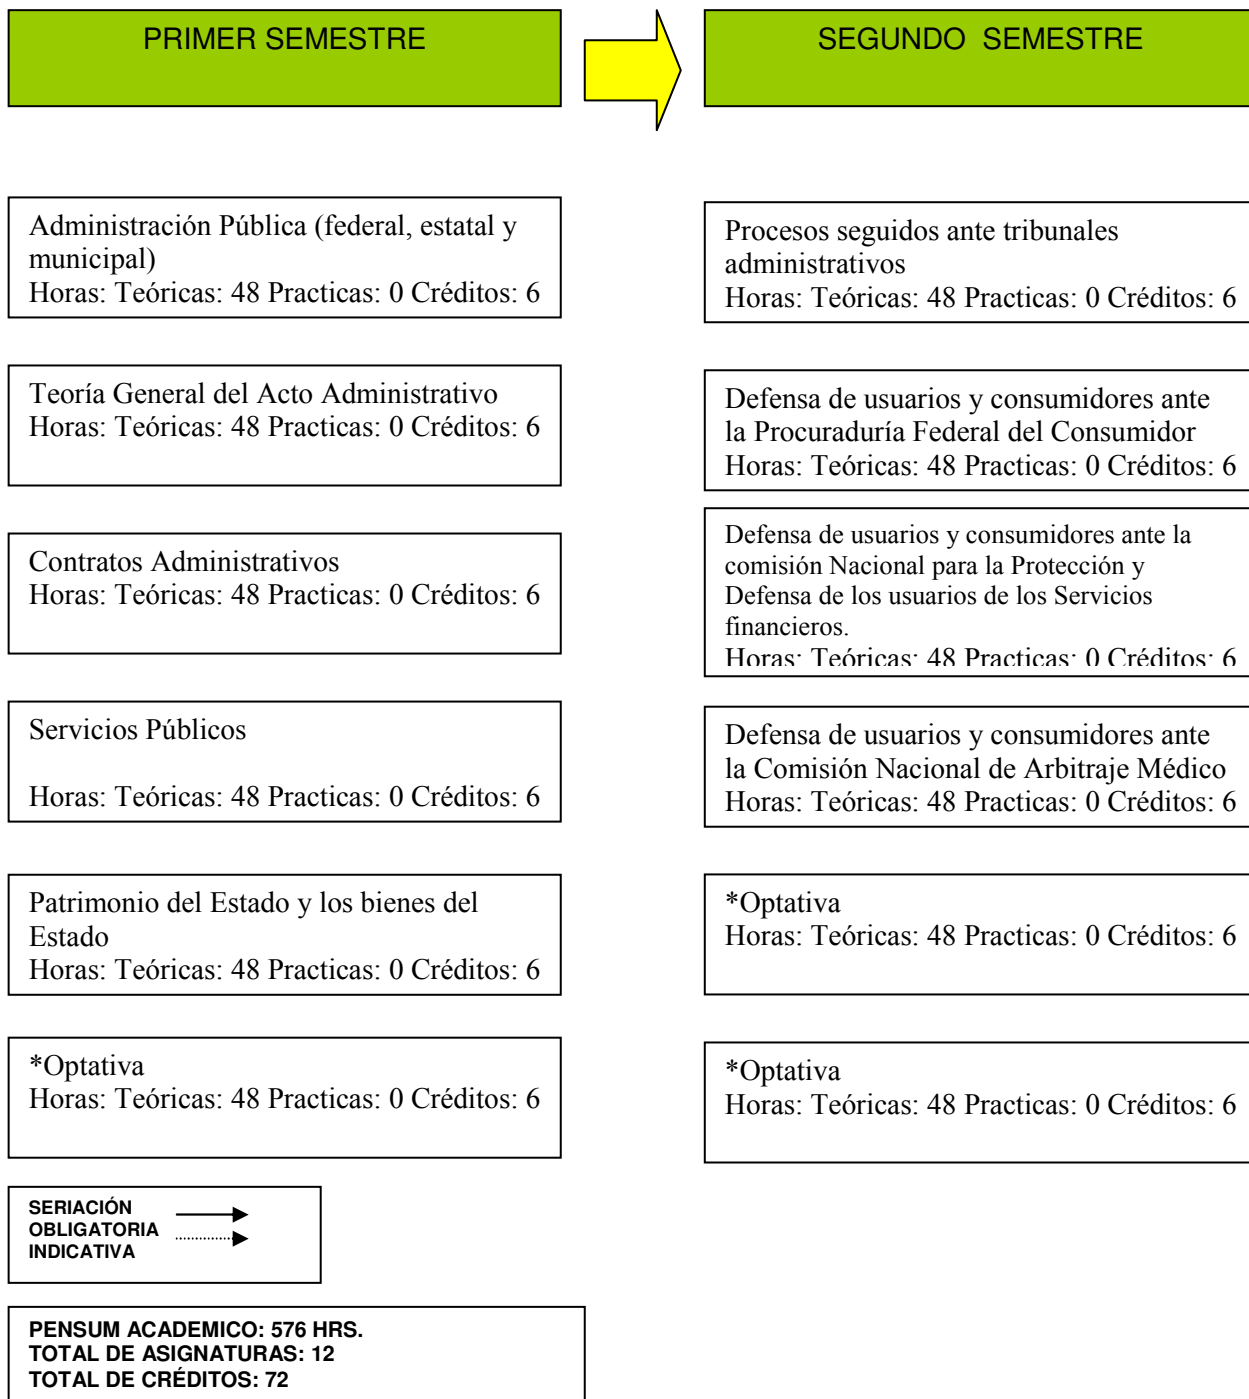 PRIMER SEMESTRE
SEGUNDO SEMESTRE
Administración Pública (federal, estatal y
municipal)
Horas: Teóricas: 48 Practicas: 0 Créditos: 6
Teoría General del Acto Administrativo
Horas: Teóricas: 48 Practicas: 0 Créditos: 6
Contratos Administrativos
Horas: Teóricas: 48 Practicas: 0 Créditos: 6
Servicios Públicos
Horas: Teóricas: 48 Practicas: 0 Créditos: 6
Patrimonio del Estado y los bienes del
Estado
Horas: Teóricas: 48 Practicas: 0 Créditos: 6
*Optativa
Horas: Teóricas: 48 Practicas: 0 Créditos: 6
Procesos seguidos ante tribunales
administrativos
Horas: Teóricas: 48 Practicas: 0 Créditos: 6
Defensa de usuarios y consumidores ante
la Procuraduría Federal del Consumidor
Horas: Teóricas: 48 Practicas: 0 Créditos: 6
Defensa de usuarios y consumidores ante la
comisión Nacional para la Protección y
Defensa de los usuarios de los Servicios
financieros.
Horas: Teóricas: 48 Practicas: 0 Créditos: 6
Defensa de usuarios y consumidores ante
la Comisión Nacional de Arbitraje Médico
Horas: Teóricas: 48 Practicas: 0 Créditos: 6
*Optativa
Horas: Teóricas: 48 Practicas: 0 Créditos: 6
*Optativa
Horas: Teóricas: 48 Practicas: 0 Créditos: 6
SERIACIÓN
OBLIGATORIA
INDICATIVA
PENSUM ACADEMICO: 576 HRS.
TOTAL DE ASIGNATURAS: 12
TOTAL DE CRÉDITOS: 72